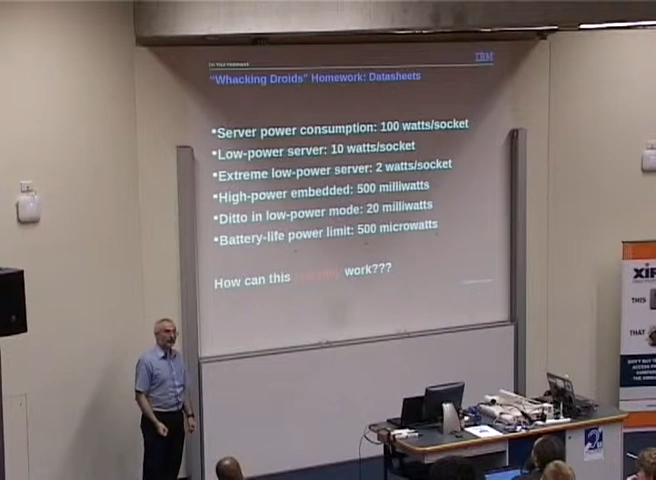 IBM
"Whacking Droids" Homework: Datasheets
•Server power consumption: 100 watts/socket
•Low-power server: 10 watts/socket
•Extreme low-power server: 2 watts/socket
•High-power embedded: 500 milliwatts
•Ditto in low-power mode: 20 milliwatts
•Battery-life power limit: 500 microwatts
How can this work???
THIS
THAT